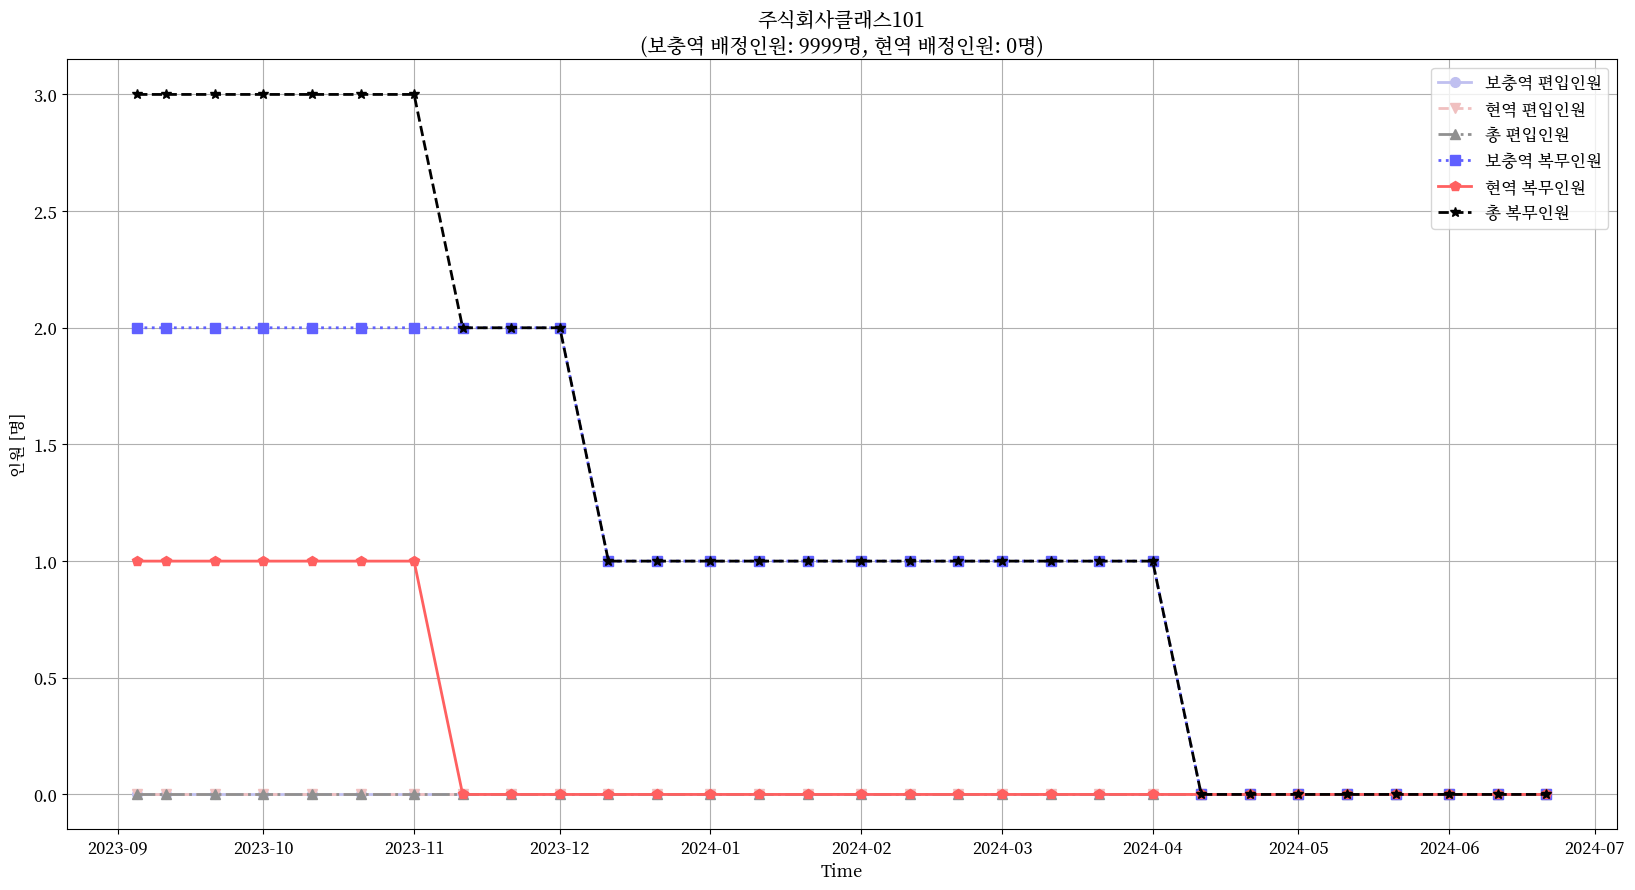 주식회사클래스101
(보충역 배정인원: 9999명, 현역 배정인원: 0명)
보충역 편입인원
현역 편입인원
총 편입인원
보충역 복무인원
현역 복무인원
총 복무인원
인원 [명]
3.0
2.5
2.0
1.5
1.0
0.5
0.0
2023-09
2023-10
2023-11
2023-12
2024-01
2024-02
2024-03
2024-04
2024-05
2024-06
2024-07
Time